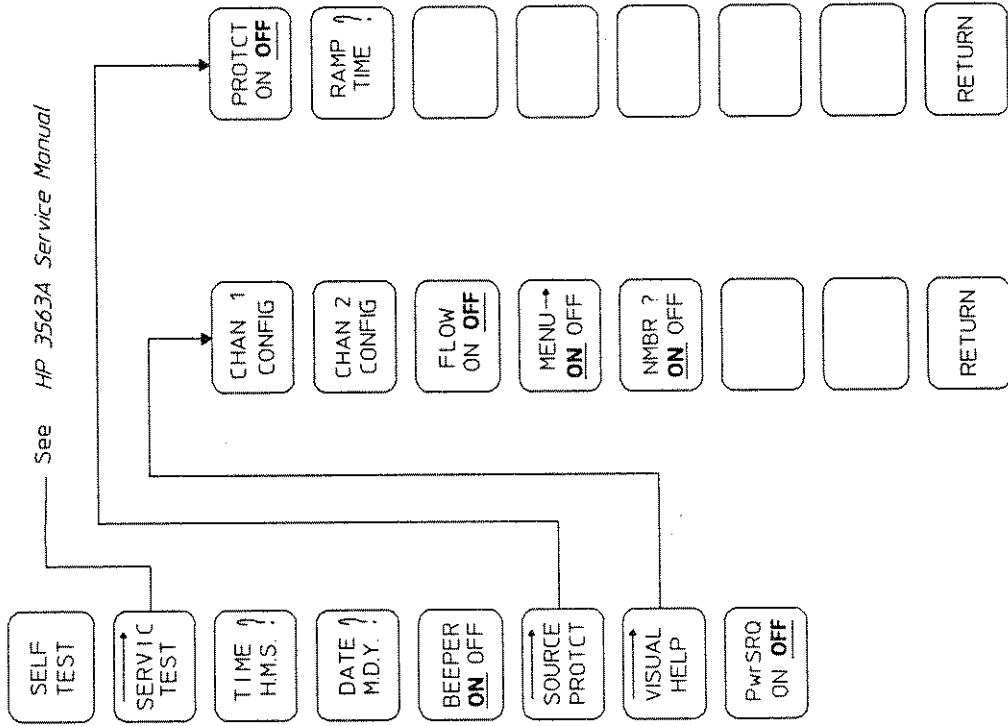 See HP 3563A Service Manual
SELF
TEST
SERVIC
TEST
TIME ?
H.M.S.
DATE ?
M.D.Y.
BEEPER
ON OFF
SOURCE
PROTCT
VISUAL
HELP
PwrSRQ
ON OFF
CHAN 1
CONFIG
CHAN 2
CONFIG
FLOW
ON OFF
MENU→
ON OFF
NMBR ?
ON OFF
RETURN
PROTCT
ON OFF
RAMP ?
TIME
RETURN